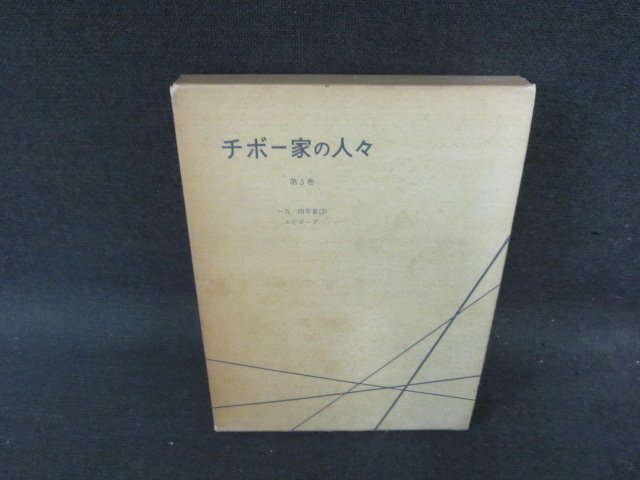 チボー家の人々
第5巻
一九一四年夏(3)
エピローグ